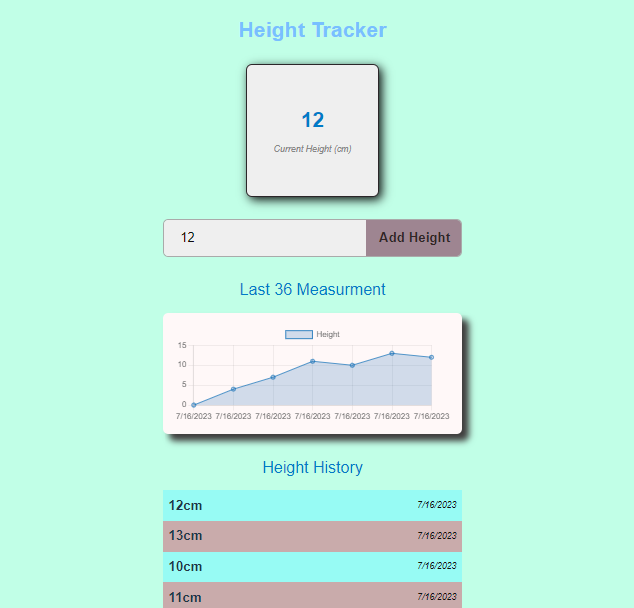 Height Tracker
12
Current Height (cm)
12 Add Height
Last 36 Measurment
Height
15
10
5
0
7/16/2023 7/16/2023 7/16/2023 7/16/2023 7/16/2023 7/16/2023 7/16/2023
Height History
12cm 7/16/2023
13cm 7/16/2023
10cm 7/16/2023
11cm 7/16/2023